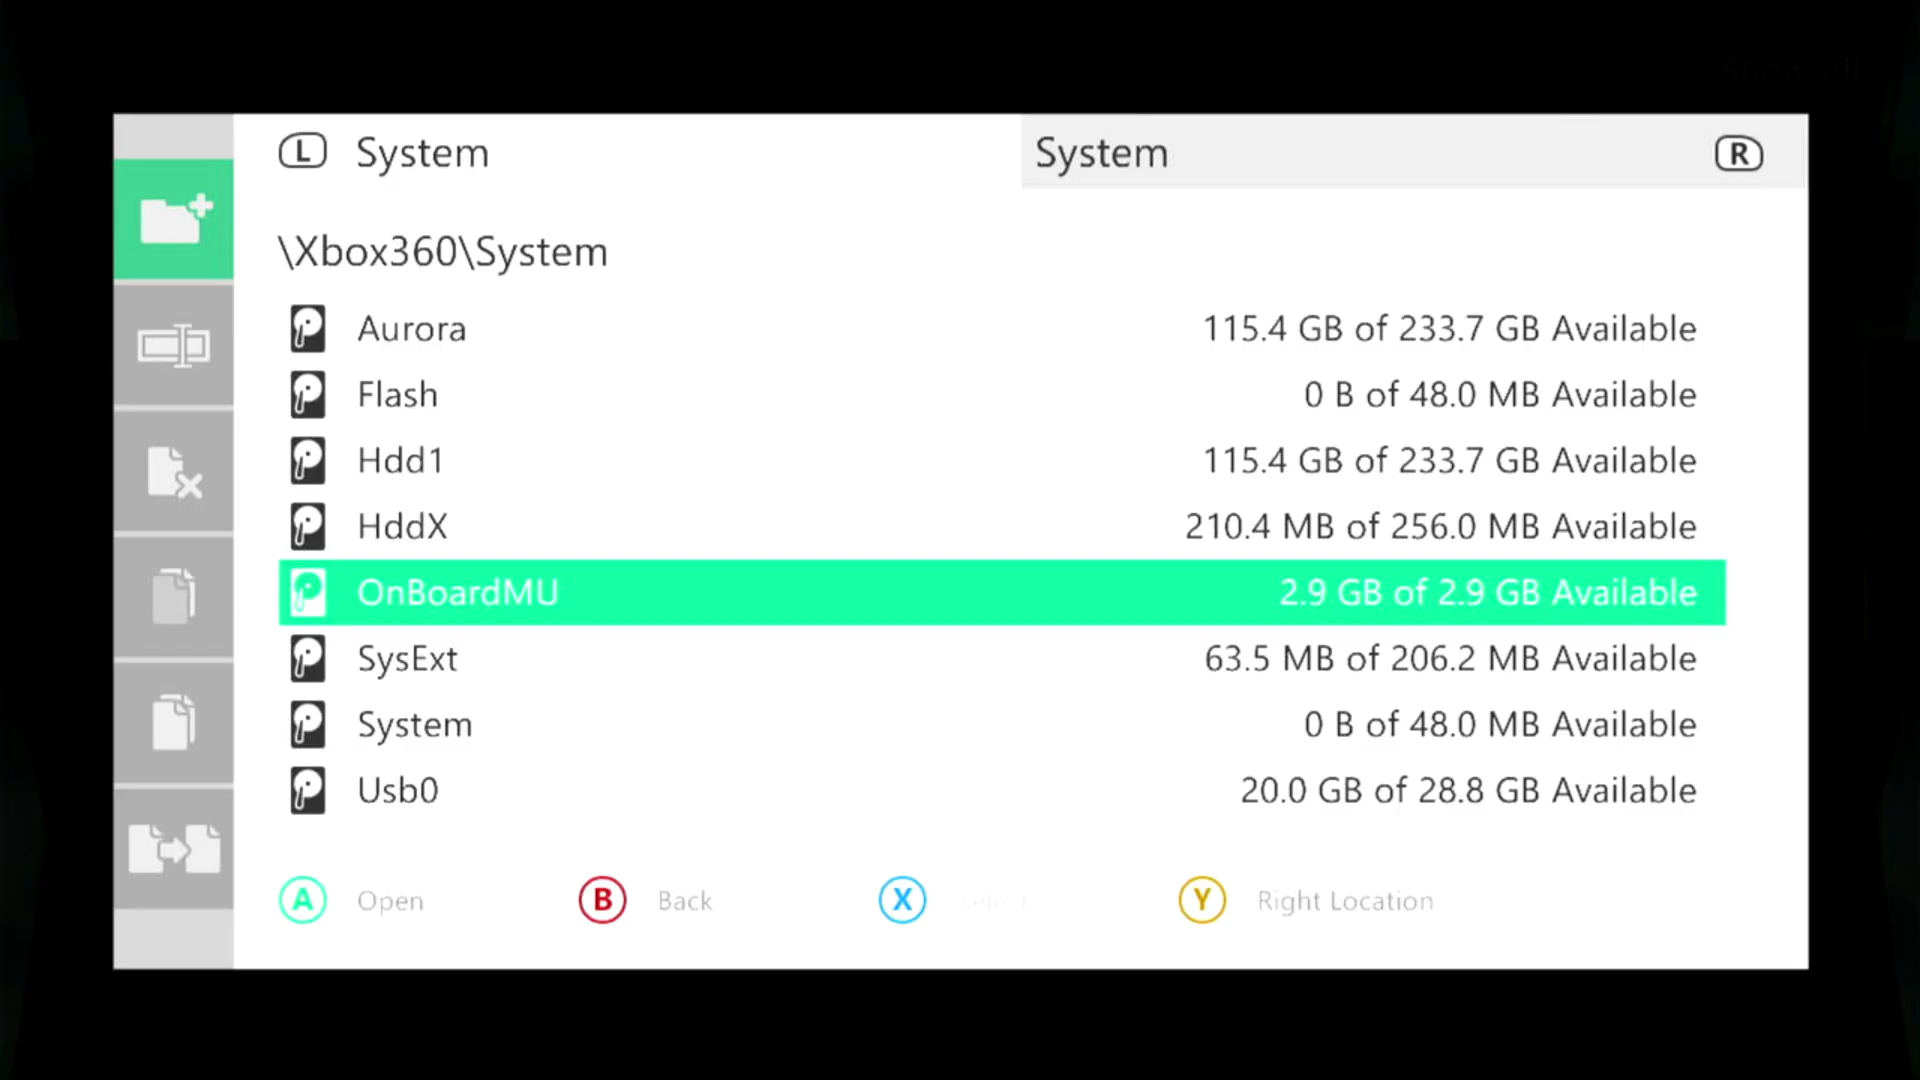 L System
System R
\Xbox360\System
Aurora 115.4 GB of 233.7 GB Available
Flash 0 B of 48.0 MB Available
Hdd1 115.4 GB of 233.7 GB Available
HddX 210.4 MB of 256.0 MB Available
OnBoardMU 2.9 GB of 2.9 GB Available
SysExt 63.5 MB of 206.2 MB Available
System 0 B of 48.0 MB Available
Usb0 20.0 GB of 28.8 GB Available
A Open B Back X Select Y Right Location